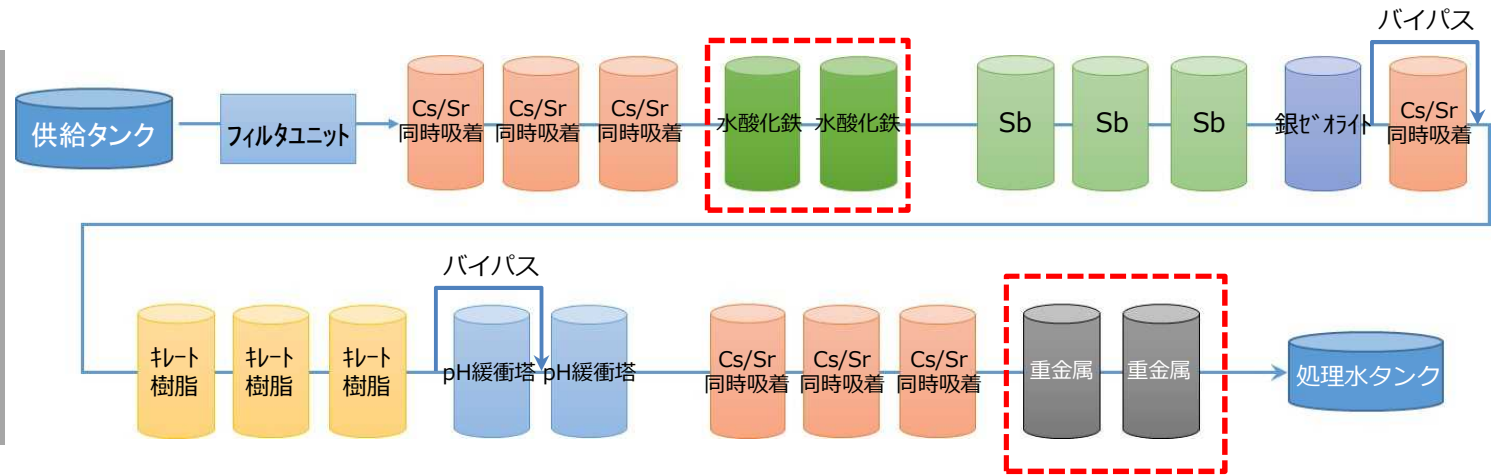 バイパス
供給タンク
フィルタユニット
Cs/Sr
同時吸着
Cs/Sr
同時吸着
Cs/Sr
同時吸着
水酸化鉄
水酸化鉄
Sb
Sb
Sb
銀ｾﾞｵﾗｲﾄ
Cs/Sr
同時吸着
バイパス
ｷﾚｰﾄ
樹脂
ｷﾚｰﾄ
樹脂
ｷﾚｰﾄ
樹脂
pH緩衝塔
pH緩衝塔
Cs/Sr
同時吸着
Cs/Sr
同時吸着
Cs/Sr
同時吸着
重金属
重金属
処理水タンク